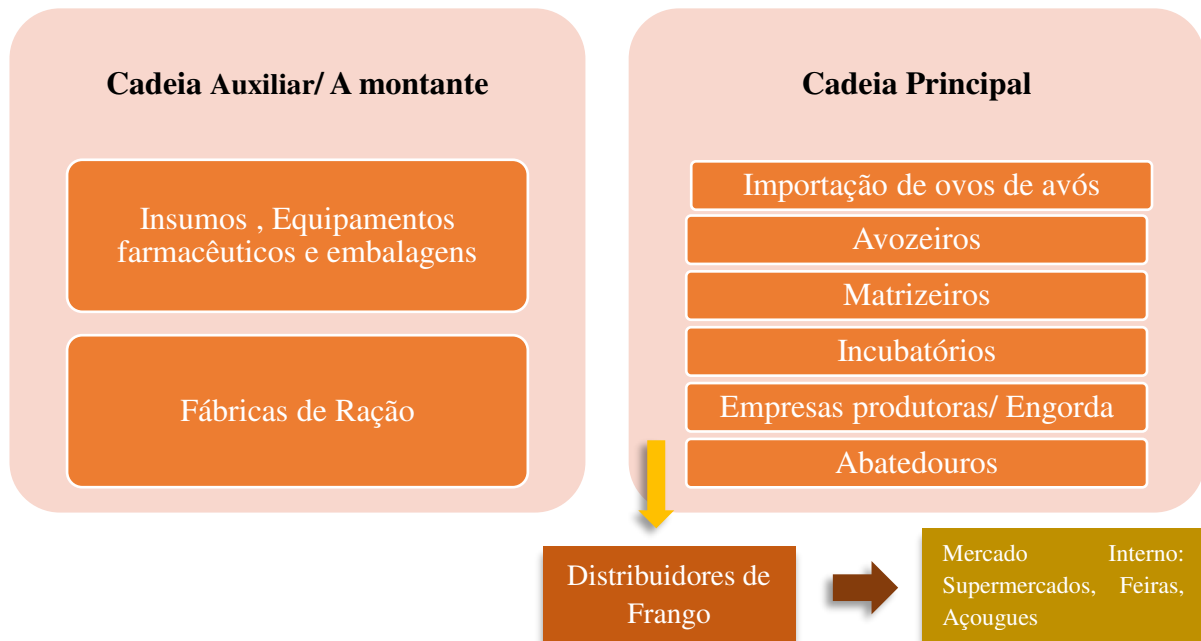 Cadeia Auxiliar/ A montante
Insumos , Equipamentos
farmacêuticos e embalagens
Fábricas de Ração
Cadeia Principal
Importação de ovos de avós
Avozeiros
Matrizeiros
Incubatórios
Empresas produtoras/ Engorda
Abatedouros
Distribuidores de
Frango
Mercado Interno:
Supermercados, Feiras,
Açougues